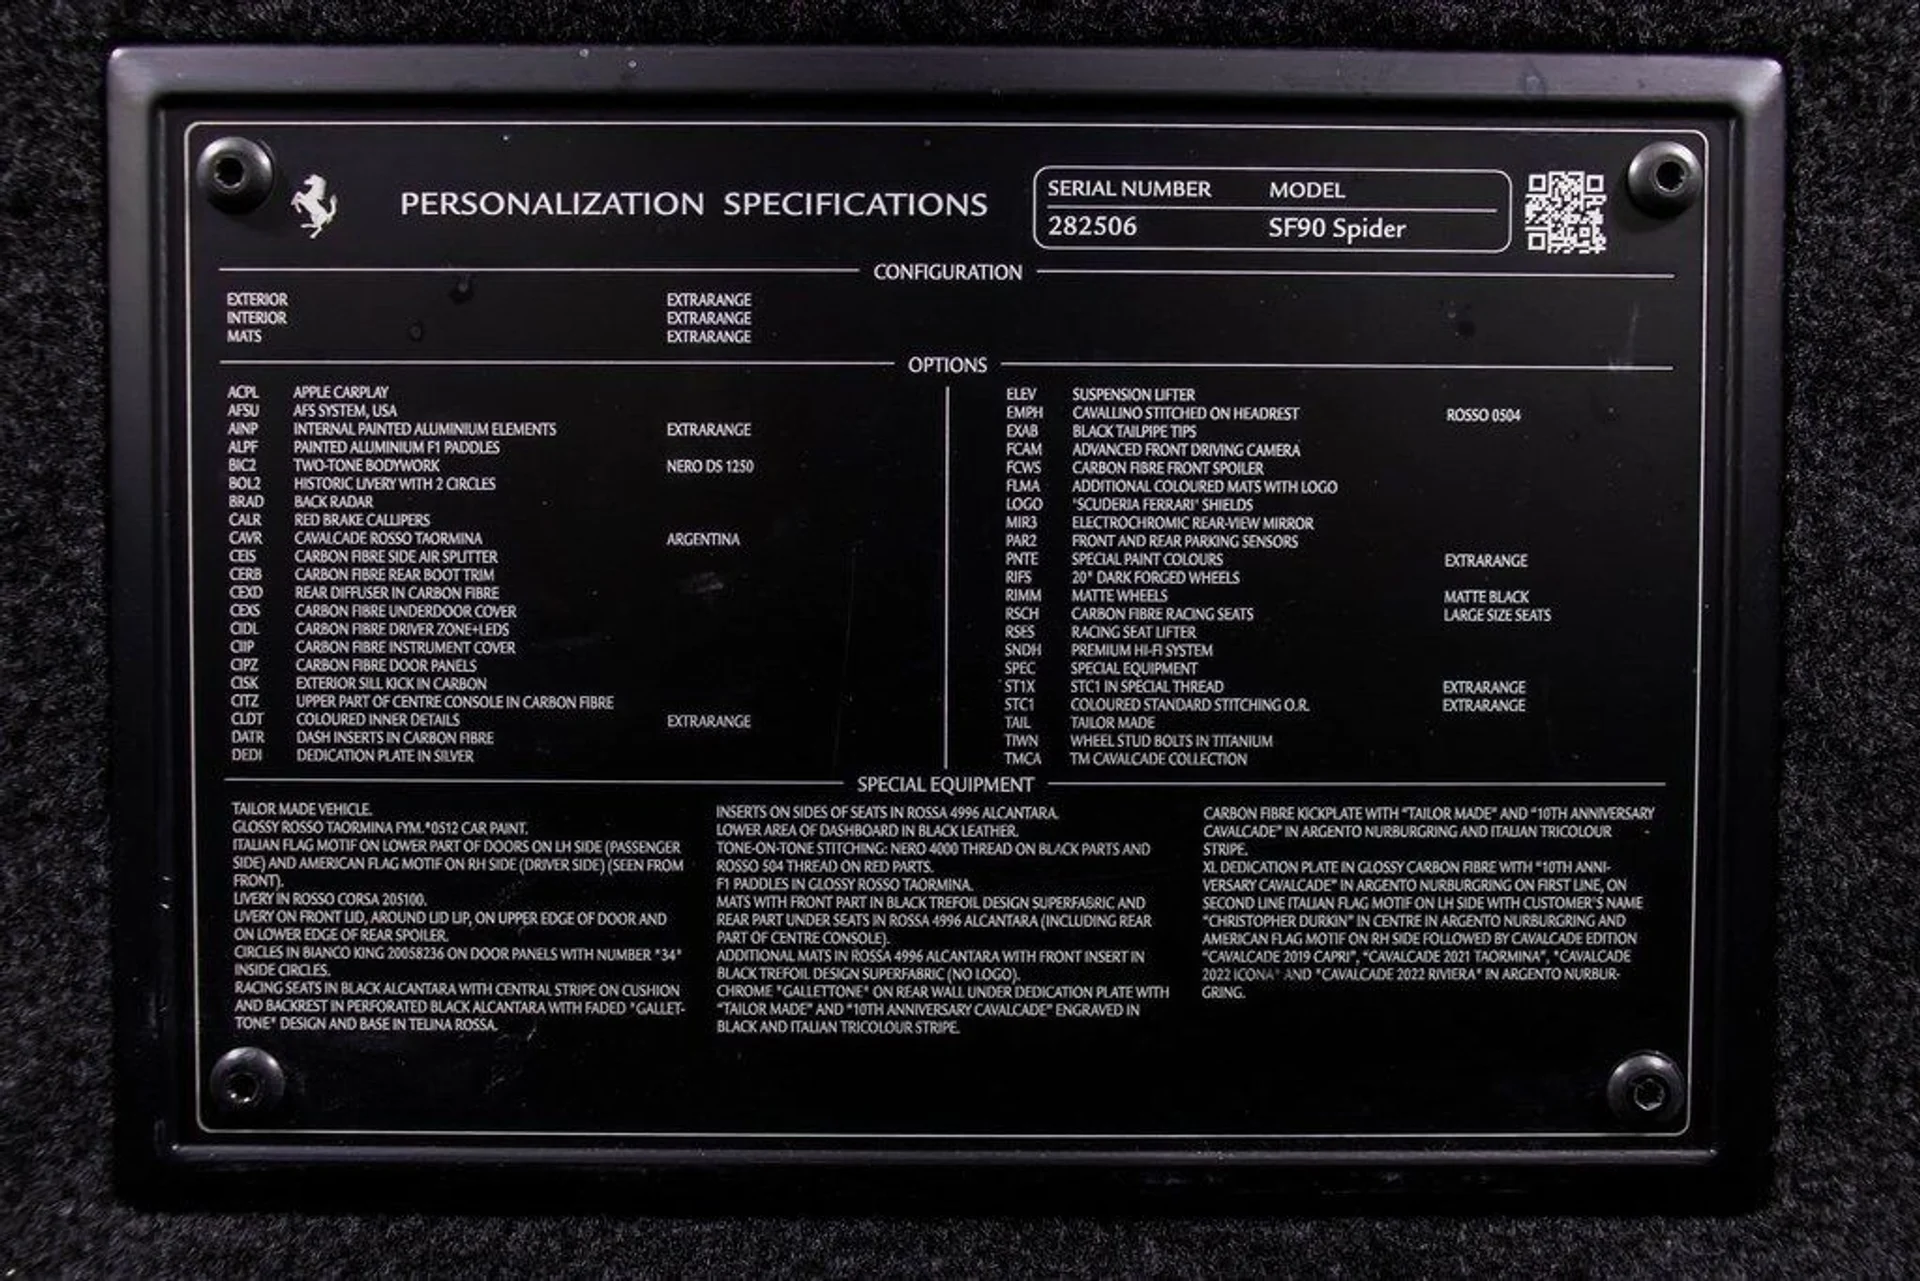 PERSONALIZATION SPECIFICATIONS
SERIAL NUMBER MODEL
282506 SF90 Spider
CONFIGURATION
EXTERIOR EXTRARANGE
INTERIOR EXTRARANGE
MATS EXTRARANGE
OPTIONS
ACPL APPLE CARPLAY
AFSU AFS SYSTEM, USA
AINP INTERNAL PAINTED ALUMINIUM ELEMENTS EXTRARANGE
ALPF PAINTED ALUMINIUM F1 PADDLES
BIC2 TWO-TONE BODYWORK NERO DS 1250
BOL2 HISTORIC LIVERY WITH 2 CIRCLES
BRAD BACK RADAR
CALR RED BRAKE CALLIPERS
CAVR CAVALCADE ROSSO TAORMINA ARGENTINA
CEIS CARBON FIBRE SIDE AIR SPLITTER
CERB CARBON FIBRE REAR BOOT TRIM
CEXD REAR DIFFUSER IN CARBON FIBRE
CEXS CARBON FIBRE UNDERDOOR COVER
CIDL CARBON FIBRE DRIVER ZONE+LEDS
CIIP CARBON FIBRE INSTRUMENT COVER
CIPZ CARBON FIBRE DOOR PANELS
CISK EXTERIOR SILL KICK IN CARBON
CITZ UPPER PART OF CENTRE CONSOLE IN CARBON FIBRE
CLDT COLOURED INNER DETAILS EXTRARANGE
DATR DASH INSERTS IN CARBON FIBRE
DEDI DEDICATION PLATE IN SILVER
ELEV SUSPENSION LIFTER
EMPH CAVALLINO STITCHED ON HEADREST ROSSO 0504
EXAB BLACK TAILPIPE TIPS
FCAM ADVANCED FRONT DRIVING CAMERA
FCWS CARBON FIBRE FRONT SPOILER
FLMA ADDITIONAL COLOURED MATS WITH LOGO
LOGO "SCUDERIA FERRARI" SHIELDS
MIR3 ELECTROCHROMIC REAR-VIEW MIRROR
PAR2 FRONT AND REAR PARKING SENSORS
PNTE SPECIAL PAINT COLOURS EXTRARANGE
RIFS 20" DARK FORGED WHEELS
RIMM MATTE WHEELS MATTE BLACK
RSCH CARBON FIBRE RACING SEATS LARGE SIZE SEATS
RSES RACING SEAT LIFTER
SNDH PREMIUM HI-FI SYSTEM
SPEC SPECIAL EQUIPMENT
ST1X STC1 IN SPECIAL THREAD EXTRARANGE
STC1 COLOURED STANDARD STITCHING O.R. EXTRARANGE
TAIL TAILOR MADE
TIWN WHEEL STUD BOLTS IN TITANIUM
TMCA TM CAVALCADE COLLECTION
SPECIAL EQUIPMENT
TAILOR MADE VEHICLE.
GLOSSY ROSSO TAORMINA FYM.*0512 CAR PAINT.
ITALIAN FLAG MOTIF ON LOWER PART OF DOORS ON LH SIDE (PASSENGER
SIDE) AND AMERICAN FLAG MOTIF ON RH SIDE (DRIVER SIDE) (SEEN FROM
FRONT).
LIVERY IN ROSSO CORSA 205100.
LIVERY ON FRONT LID, AROUND LID LIP, ON UPPER EDGE OF DOOR AND
ON LOWER EDGE OF REAR SPOILER.
CIRCLES IN BIANCO KING 20058236 ON DOOR PANELS WITH NUMBER "34"
INSIDE CIRCLES.
RACING SEATS IN BLACK ALCANTARA WITH CENTRAL STRIPE ON CUSHION
AND BACKREST IN PERFORATED BLACK ALCANTARA WITH FADED "GALLET-
TONE" DESIGN AND BASE IN TELINA ROSSA.
INSERTS ON SIDES OF SEATS IN ROSSA 4996 ALCANTARA.
LOWER AREA OF DASHBOARD IN BLACK LEATHER.
TONE-ON-TONE STITCHING: NERO 4000 THREAD ON BLACK PARTS AND
ROSSO 504 THREAD ON RED PARTS.
F1 PADDLES IN GLOSSY ROSSO TAORMINA.
MATS WITH FRONT PART IN BLACK TREFOIL DESIGN SUPERFABRIC AND
REAR PART UNDER SEATS IN ROSSA 4996 ALCANTARA (INCLUDING REAR
PART OF CENTRE CONSOLE).
ADDITIONAL MATS IN ROSSA 4996 ALCANTARA WITH FRONT INSERT IN
BLACK TREFOIL DESIGN SUPERFABRIC (NO LOGO).
CHROME "GALLETTONE" ON REAR WALL UNDER DEDICATION PLATE WITH
"TAILOR MADE" AND "10TH ANNIVERSARY CAVALCADE" ENGRAVED IN
BLACK AND ITALIAN TRICOLOUR STRIPE.
CARBON FIBRE KICKPLATE WITH "TAILOR MADE" AND "10TH ANNIVERSARY
CAVALCADE" IN ARGENTO NURBURGRING AND ITALIAN TRICOLOUR
STRIPE.
XL DEDICATION PLATE IN GLOSSY CARBON FIBRE WITH "10TH ANNI-
VERSARY CAVALCADE" IN ARGENTO NURBURGRING ON FIRST LINE, ON
SECOND LINE ITALIAN FLAG MOTIF ON LH SIDE WITH CUSTOMER'S NAME
"CHRISTOPHER DURKIN" IN CENTRE IN ARGENTO NURBURGRING AND
AMERICAN FLAG MOTIF ON RH SIDE FOLLOWED BY CAVALCADE EDITION
"CAVALCADE 2019 CAPRI", "CAVALCADE 2021 TAORMINA", "CAVALCADE
2022 ICONA" AND "CAVALCADE 2022 RIVIERA" IN ARGENTO NURBUR-
GRING.